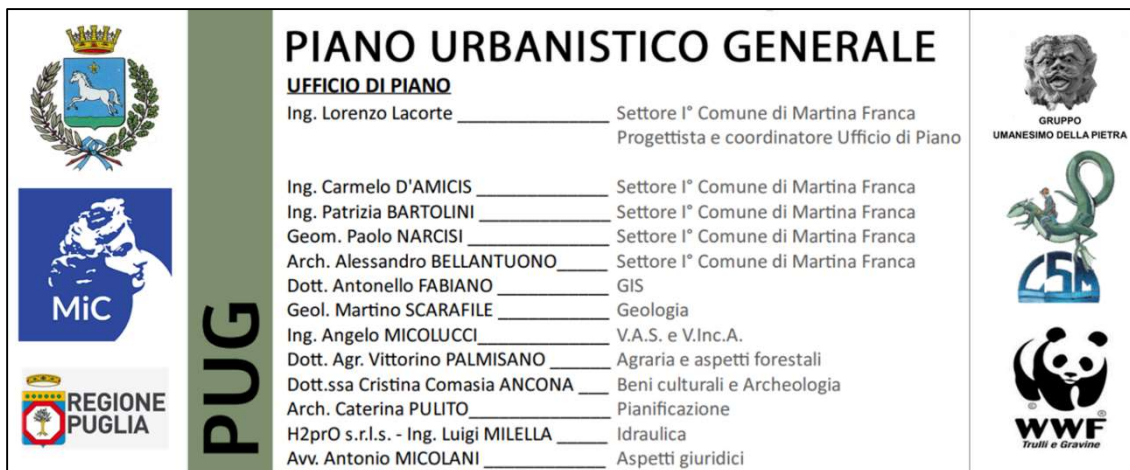 PIANO URBANISTICO GENERALE
UFFICIO DI PIANO
Ing. Lorenzo Lacorte _______________ Settore I° Comune di Martina Franca
Progettista e coordinatore Ufficio di Piano
Ing. Carmelo D'AMICIS _____________ Settore I° Comune di Martina Franca
Ing. Patrizia BARTOLINI _____________ Settore I° Comune di Martina Franca
Geom. Paolo NARCISI ______________ Settore I° Comune di Martina Franca
Arch. Alessandro BELLANTUONO_____ Settore I° Comune di Martina Franca
Dott. Antonello FABIANO ___________ GIS
Geol. Martino SCARAFILE ___________ Geologia
Ing. Angelo MICOLUCCI_____________ V.A.S. e V.Inc.A.
Dott. Agr. Vittorino PALMISANO ______ Agraria e aspetti forestali
Dott.ssa Cristina Comasia ANCONA ___ Beni culturali e Archeologia
Arch. Caterina PULITO______________ Pianificazione
H2prO s.r.l.s. - Ing. Luigi MILELLA _____ Idraulica
Avv. Antonio MICOLANI ____________ Aspetti giuridici
PUG
MiC
REGIONE
PUGLIA
GRUPPO
UMANESIMO DELLA PIETRA
CSM
WWF
Trulli e Gravine